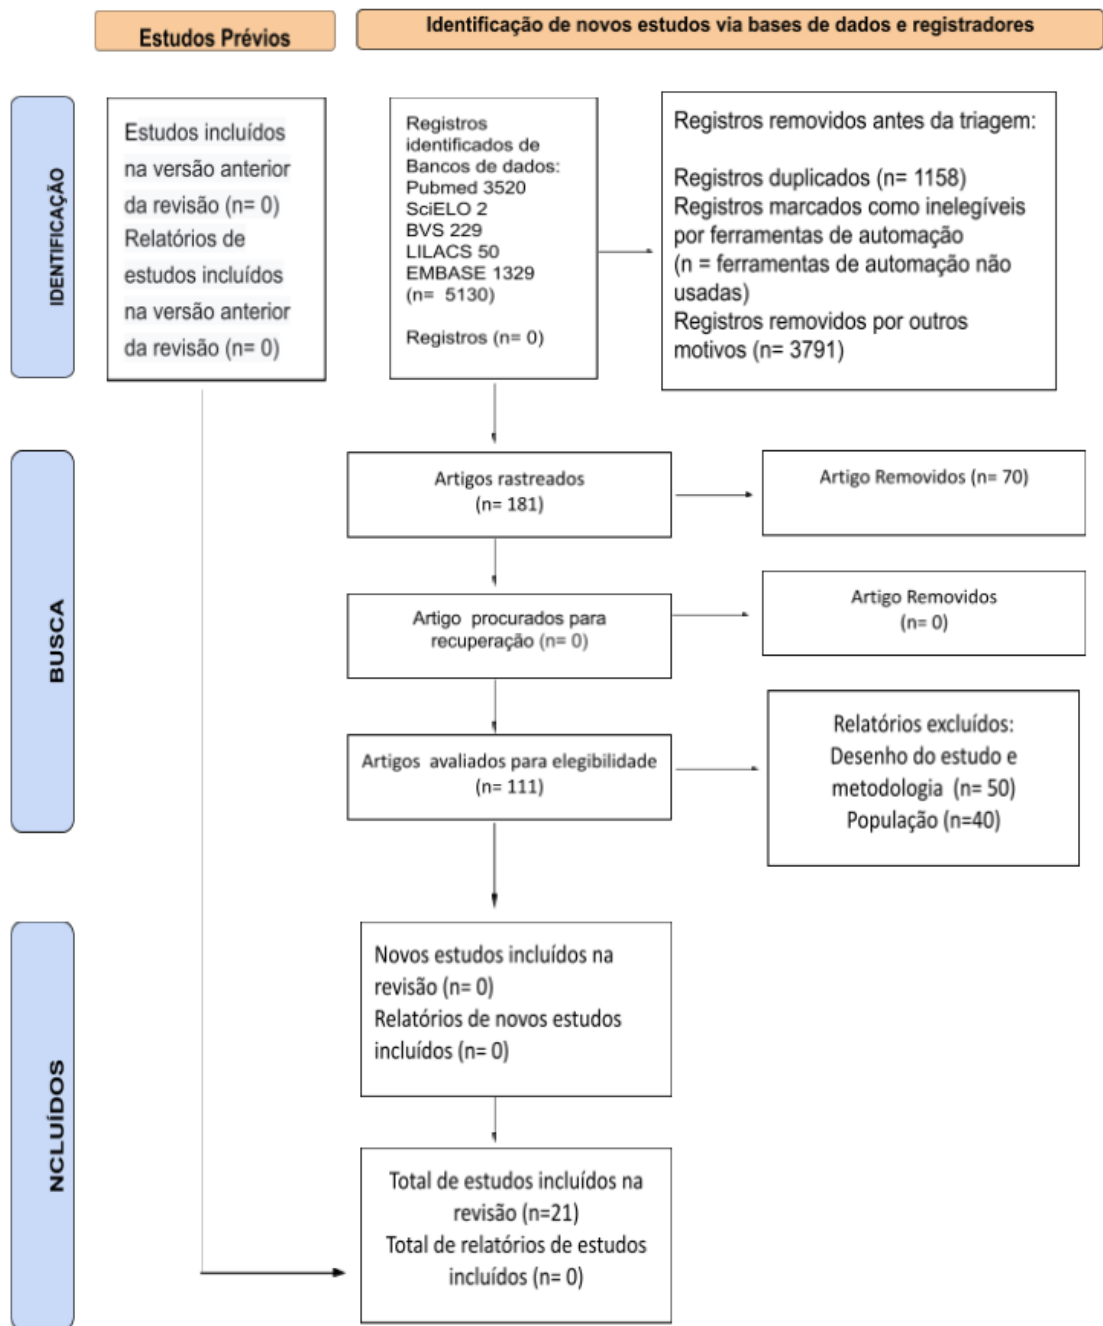 Estudos Prévios
Identificação de novos estudos via bases de dados e registradores
IDENTIFICAÇÃO
Estudos incluídos
na versão anterior
da revisão (n= 0)
Relatórios de
estudos incluídos
na versão anterior
da revisão (n= 0)
Registros
identificados de
Bancos de dados:
Pubmed 3520
SciELO 2
BVS 229
LILACS 50
EMBASE 1329
(n= 5130)
Registros (n= 0)
Registros removidos antes da triagem:
Registros duplicados (n= 1158)
Registros marcados como inelegíveis
por ferramentas de automação
(n = ferramentas de automação não
usadas)
Registros removidos por outros
motivos (n= 3791)
BUSCA
Artigos rastreados
(n= 181)
Artigo Removidos (n= 70)
Artigo procurados para
recuperação (n= 0)
Artigo Removidos
(n= 0)
Artigos avaliados para elegibilidade
(n= 111)
Relatórios excluídos:
Desenho do estudo e
metodologia (n= 50)
População (n=40)
NCLUÍDOS
Novos estudos incluídos na
revisão (n= 0)
Relatórios de novos estudos
incluídos (n= 0)
Total de estudos incluídos na
revisão (n=21)
Total de relatórios de estudos
incluídos (n= 0)